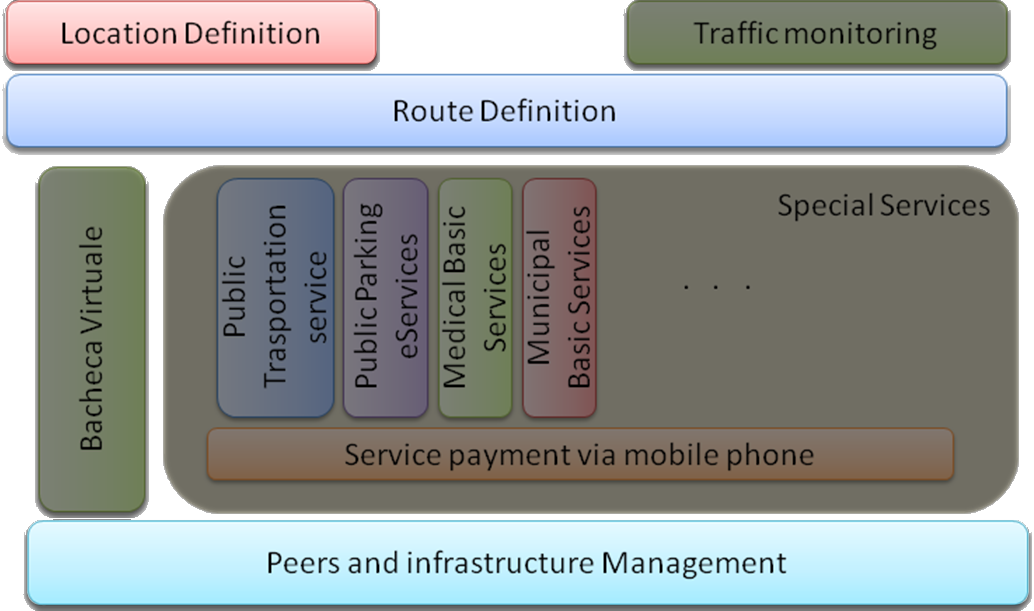 Location Definition
Traffic monitoring
Route Definition
Bacheca Virtuale
Public
Trasportation
service
Public Parking
eServices
Medical Basic
Services
Municipal
Basic Services
Special Services
. . .
Service payment via mobile phone
Peers and infrastructure Management